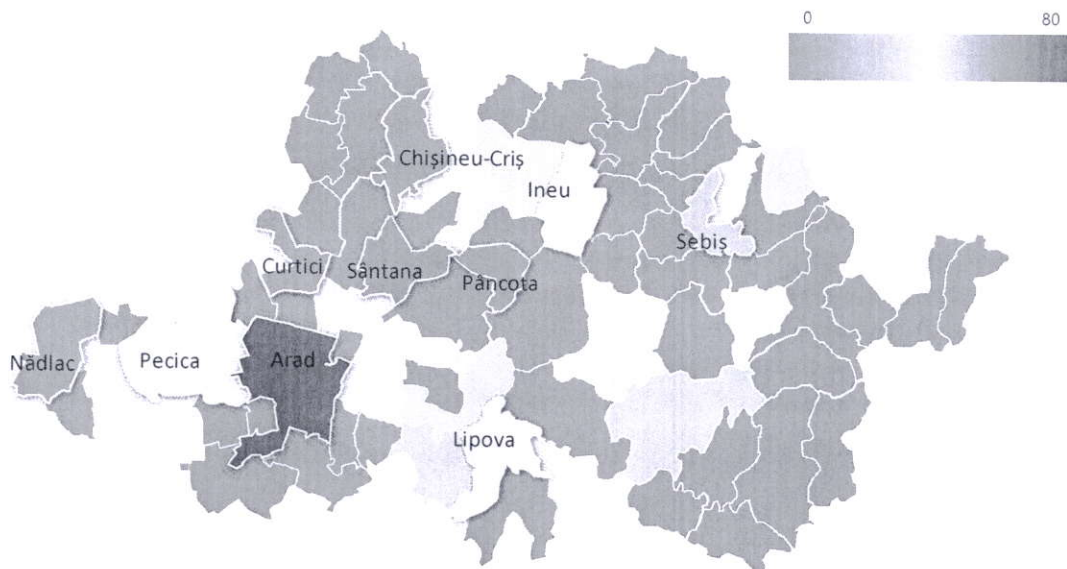 0 80
Chișineu-Criș
Ineu
Sebiș
Curtici
Sântana
Pâncota
Nădlac
Pecica
Arad
Lipova